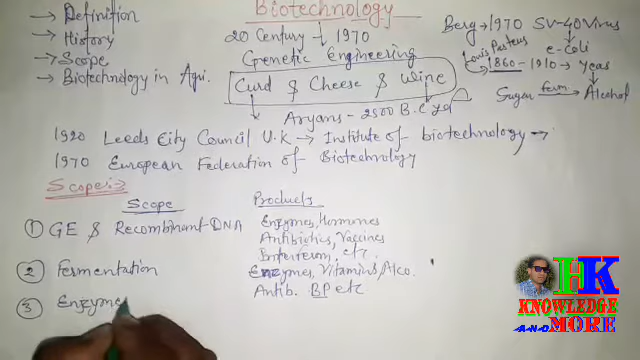 Biotechnology
→ Definition
→ History
→ Scope
→ Biotechnology in Agri.
20 Century → 1970
Genetic Engineering
Curd & Cheese & Wine
Aryans - 2500 B.C
Berg → 1970 SV-40 Virus
e-Coli
Louis Pasteus
1860 - 1910 → Yeas
Sugar ferm Alcohol
1920 Leeds City Council U.K → Institute of biotechnology →
1970 European Federation of Biotechnology
Scope:
Scope Products
① GE & Recombinant-DNA Enzymes, Hormones
Antibiotics, Vaccines
Interferon, etc.
② Fermentation Enzymes, Vitamins, Alco.
Antib. BP etc
③ Enzyme
HK
KNOWLEDGE
AND MORE